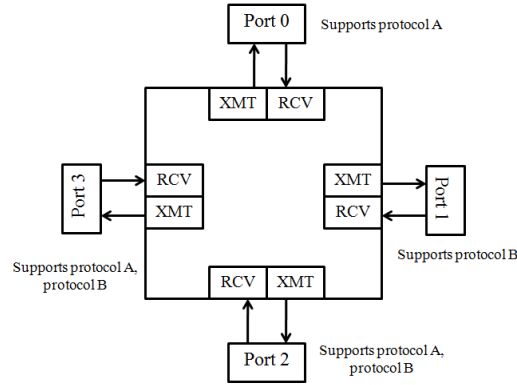 Port 0
Supports protocol A
XMT
RCV
RCV
XMT
Port 3
XMT
RCV
Port 1
Supports protocol A,
protocol B
Supports protocol B
RCV
XMT
Port 2
Supports protocol A,
protocol B